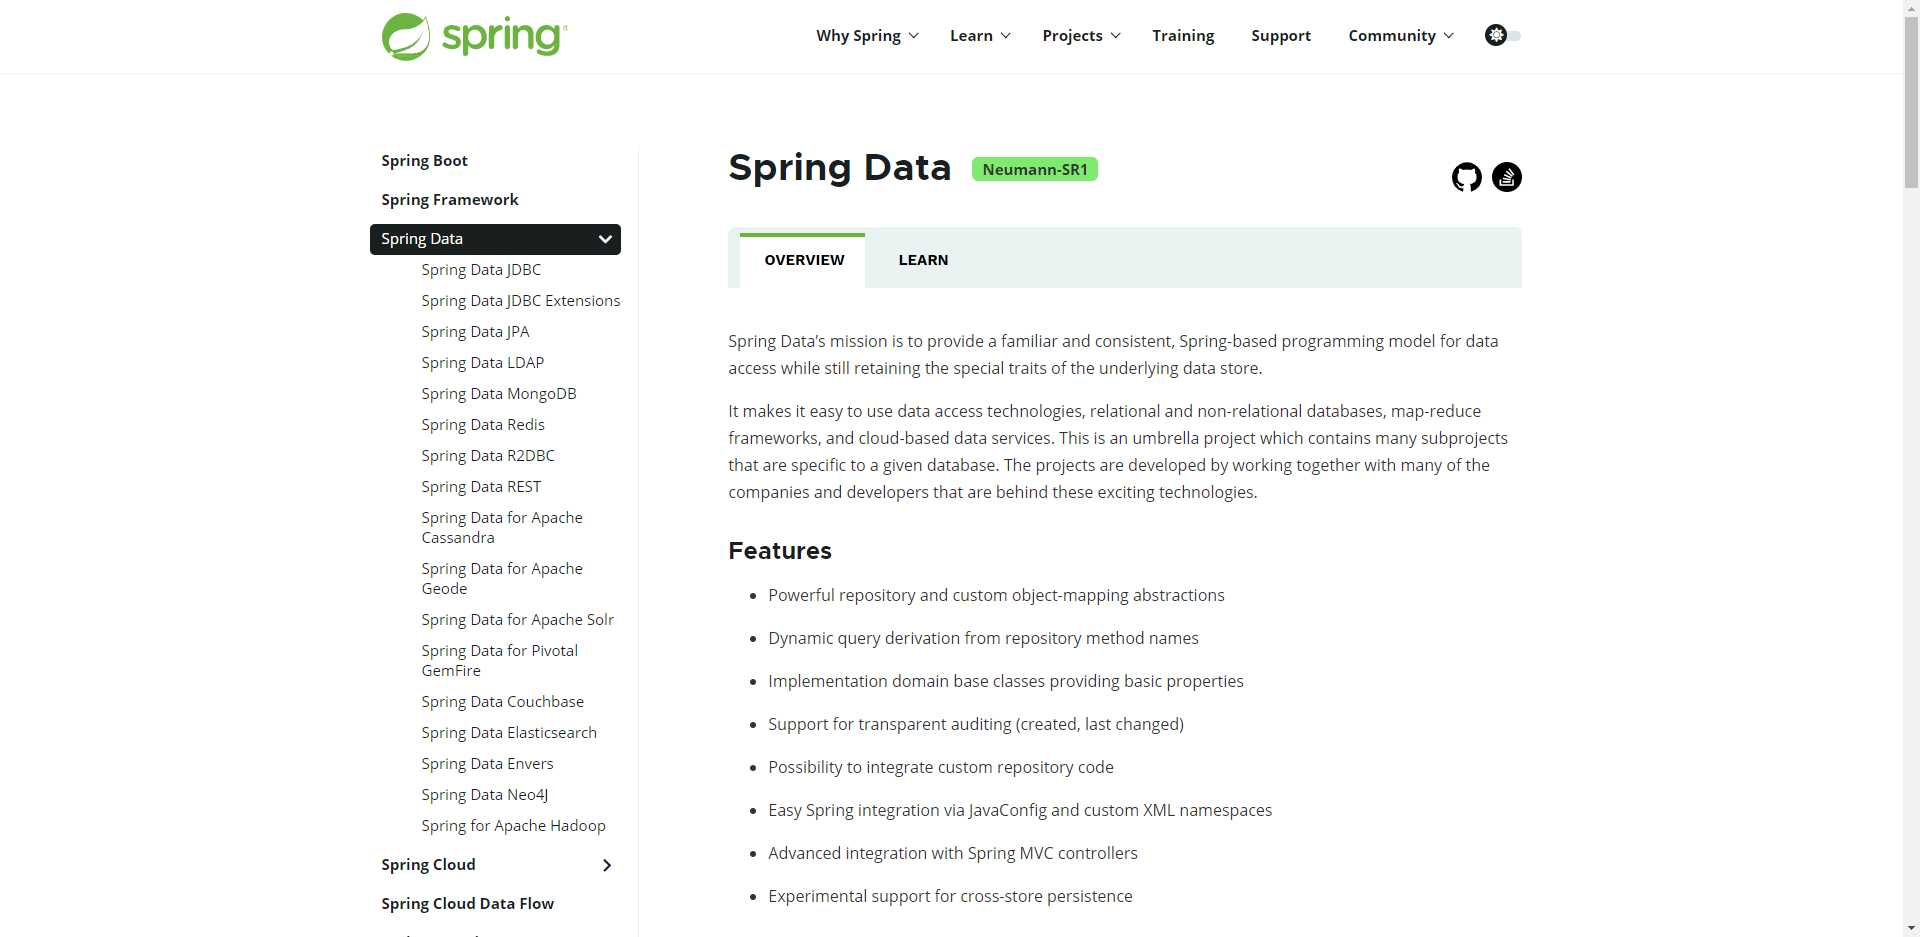 spring
Why Spring
Learn
Projects
Training
Support
Community
Spring Boot
Spring Framework
Spring Data
Spring Data JDBC
Spring Data JDBC Extensions
Spring Data JPA
Spring Data LDAP
Spring Data MongoDB
Spring Data Redis
Spring Data R2DBC
Spring Data REST
Spring Data for Apache
Cassandra
Spring Data for Apache
Geode
Spring Data for Apache Solr
Spring Data for Pivotal
GemFire
Spring Data Couchbase
Spring Data Elasticsearch
Spring Data Envers
Spring Data Neo4J
Spring for Apache Hadoop
Spring Cloud
Spring Cloud Data Flow
Spring Data
Neumann-SR1
OVERVIEW
LEARN
Spring Data’s mission is to provide a familiar and consistent, Spring-based programming model for data
access while still retaining the special traits of the underlying data store.
It makes it easy to use data access technologies, relational and non-relational databases, map-reduce
frameworks, and cloud-based data services. This is an umbrella project which contains many subprojects
that are specific to a given database. The projects are developed by working together with many of the
companies and developers that are behind these exciting technologies.
Features
• Powerful repository and custom object-mapping abstractions
• Dynamic query derivation from repository method names
• Implementation domain base classes providing basic properties
• Support for transparent auditing (created, last changed)
• Possibility to integrate custom repository code
• Easy Spring integration via JavaConfig and custom XML namespaces
• Advanced integration with Spring MVC controllers
• Experimental support for cross-store persistence